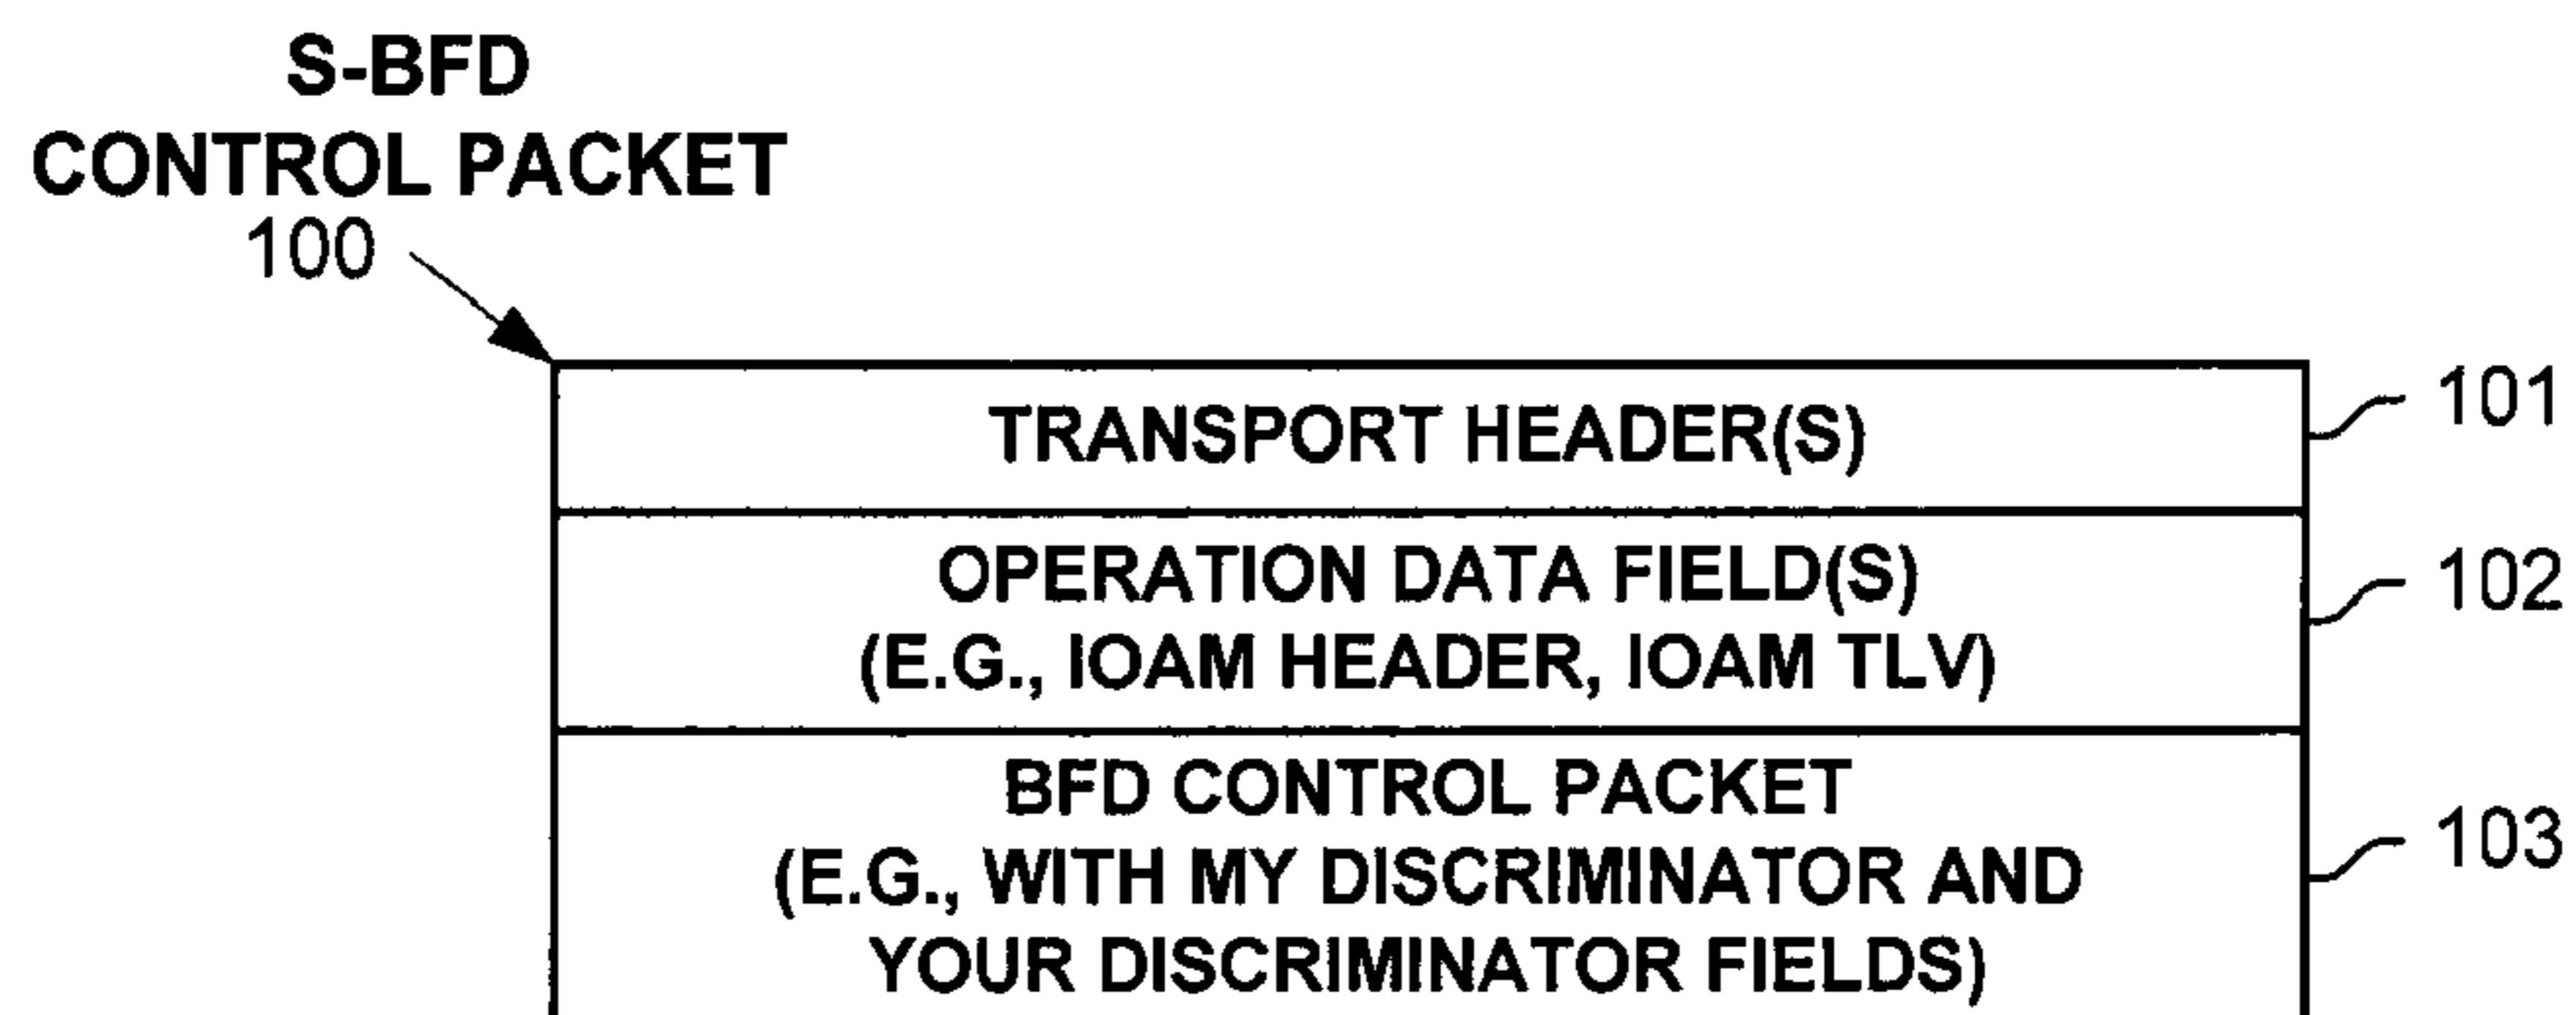 S-BFD
CONTROL PACKET
100
TRANSPORT HEADER(S)
101
OPERATION DATA FIELD(S)
(E.G., IOAM HEADER, IOAM TLV)
102
BFD CONTROL PACKET
(E.G., WITH MY DISCRIMINATOR AND
YOUR DISCRIMINATOR FIELDS)
103